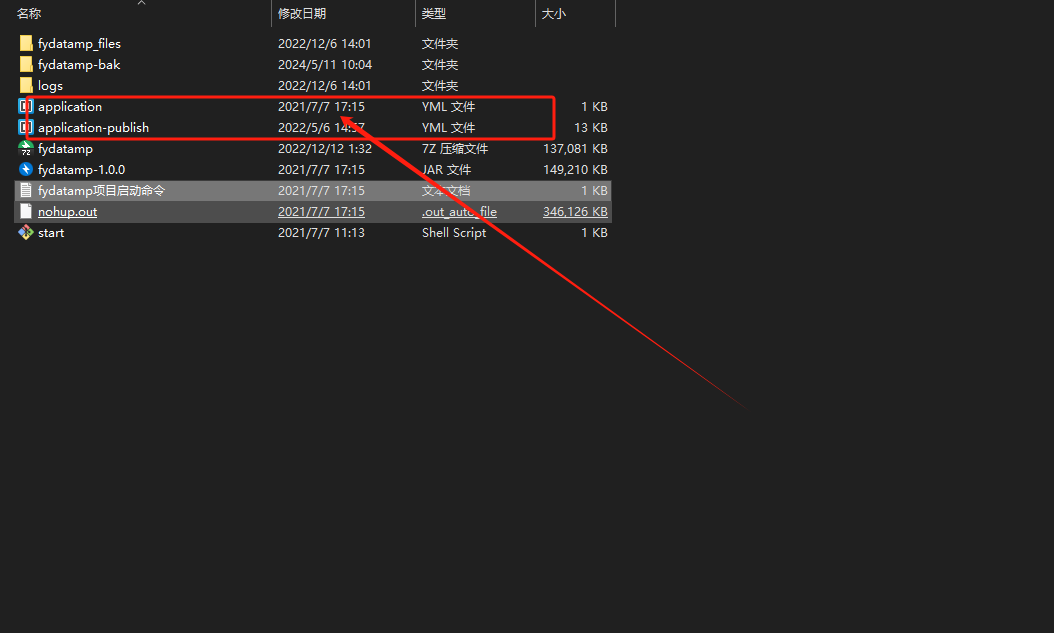 名称 修改日期 类型 大小
fydatamp_files 2022/12/6 14:01 文件夹
fydatamp-bak 2024/5/11 10:04 文件夹
logs 2022/12/6 14:01 文件夹
application 2021/7/7 17:15 YML 文件 1 KB
application-publish 2022/5/6 14:57 YML 文件 13 KB
fydatamp 2022/12/12 1:32 7Z 压缩文件 137,081 KB
fydatamp-1.0.0 2021/7/7 17:15 JAR 文件 149,210 KB
fydatamp项目启动命令 2021/7/7 17:15 文本文档 1 KB
nohup.out 2021/7/7 17:15 .out_auto_file 346,126 KB
start 2021/7/7 11:13 Shell Script 1 KB